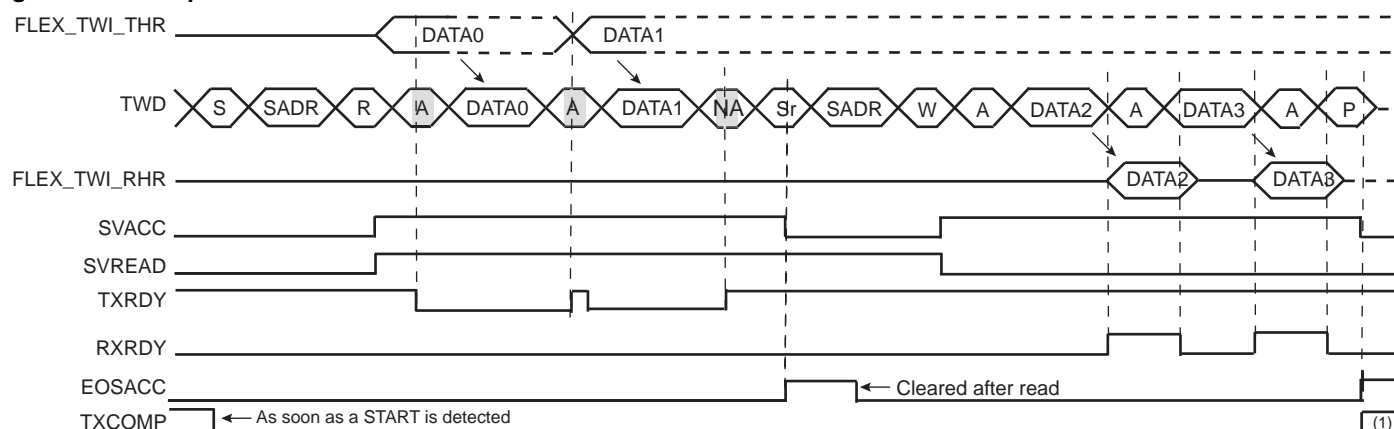 FLEX_TWI_THR DATA0 DATA1
TWD S SADR R A DATA0 A DATA1 NA Sr SADR W A DATA2 A DATA3 A P
FLEX_TWI_RHR DATA2 DATA3
SVACC
SVREAD
TXRDY
RXRDY
EOSACC Cleared after read
TXCOMP As soon as a START is detected (1)